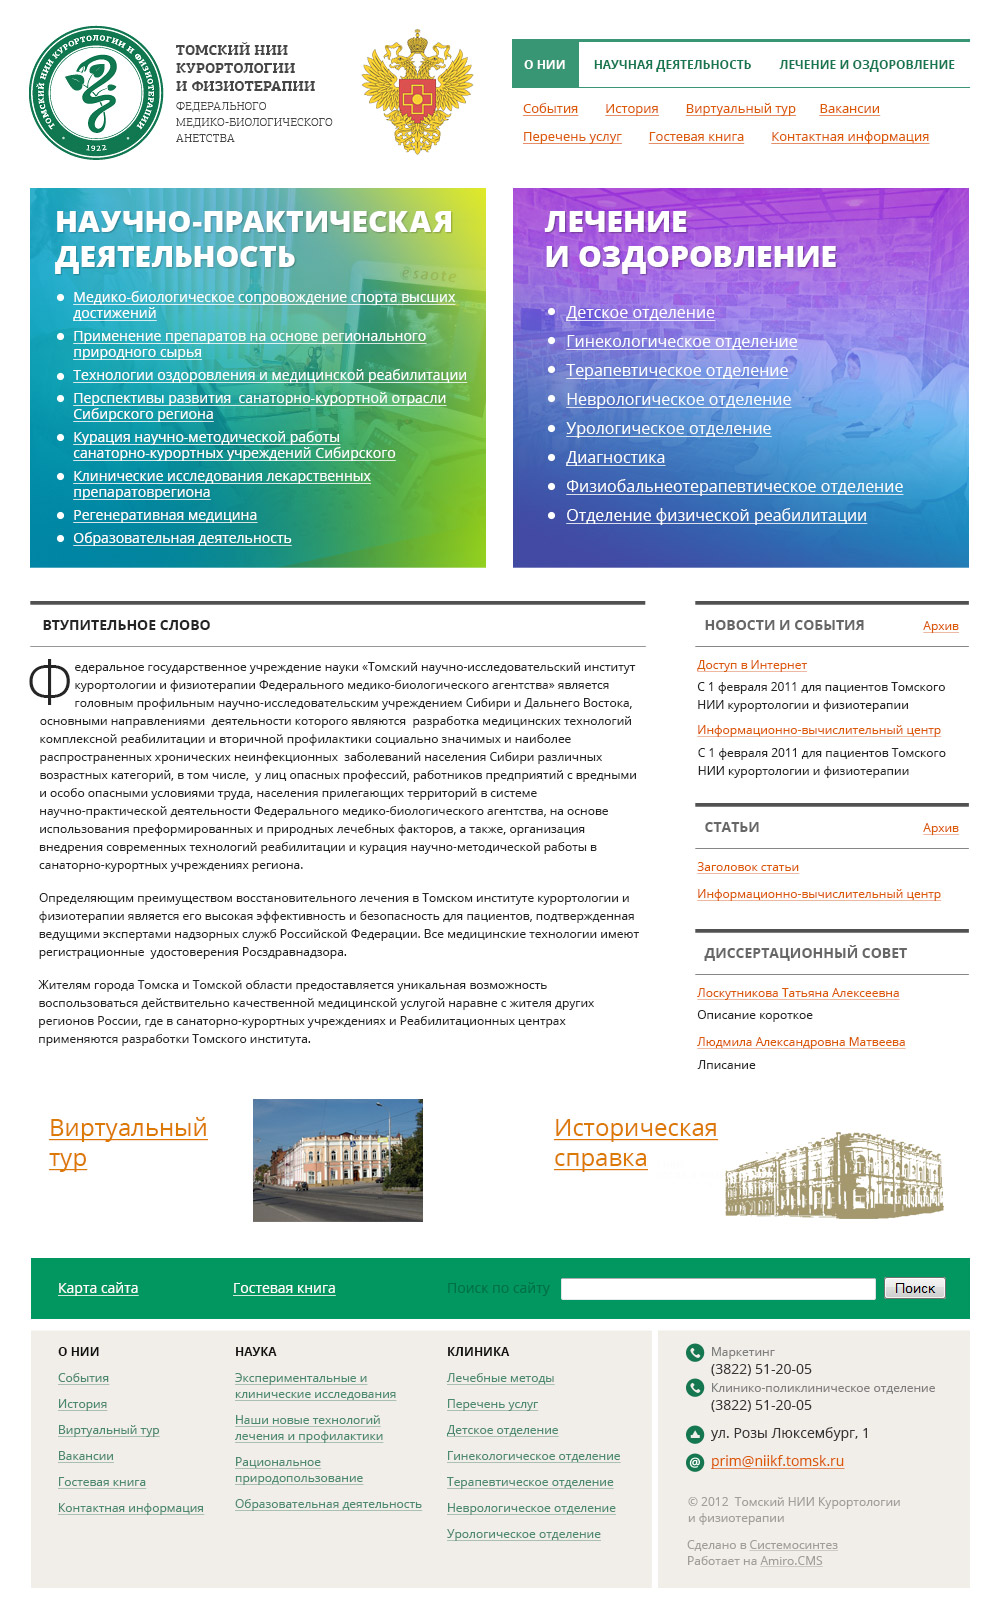 ТОМСКИЙ НИИ КУРОРТОЛОГИИ И ФИЗИОТЕРАПИИ
1922
ТОМСКИЙ НИИ
КУРОРТОЛОГИИ
И ФИЗИОТЕРАПИИ
ФЕДЕРАЛЬНОГО
МЕДИКО-БИОЛОГИЧЕСКОГО
АНЕТСТВА
О НИИ НАУЧНАЯ ДЕЯТЕЛЬНОСТЬ ЛЕЧЕНИЕ И ОЗДОРОВЛЕНИЕ
События История Виртуальный тур Вакансии
Перечень услуг Гостевая книга Контактная информация
НАУЧНО-ПРАКТИЧЕСКАЯ
ДЕЯТЕЛЬНОСТЬ
esaote
Медико-биологическое сопровождение спорта высших
достижений
Применение препаратов на основе регионального
природного сырья
Технологии оздоровления и медицинской реабилитации
Перспективы развития санаторно-курортной отрасли
Сибирского региона
Курация научно-методической работы
санаторно-курортных учреждений Сибирского
Клинические исследования лекарственных
препаратоврегиона
Регенеративная медицина
Образовательная деятельность
ЛЕЧЕНИЕ
И ОЗДОРОВЛЕНИЕ
Детское отделение
Гинекологическое отделение
Терапевтическое отделение
Неврологическое отделение
Урологическое отделение
Диагностика
Физиобальнеотерапевтическое отделение
Отделение физической реабилитации
ВТУПИТЕЛЬНОЕ СЛОВО
Федеральное государственное учреждение науки «Томский научно-исследовательский институт
курортологии и физиотерапии Федерального медико-биологического агентства» является
головным профильным научно-исследовательским учреждением Сибири и Дальнего Востока,
основными направлениями деятельности которого являются разработка медицинских технологий
комплексной реабилитации и вторичной профилактики социально значимых и наиболее
распространенных хронических неинфекционных заболеваний населения Сибири различных
возрастных категорий, в том числе, у лиц опасных профессий, работников предприятий с вредными
и особо опасными условиями труда, населения прилегающих территорий в системе
научно-практической деятельности Федерального медико-биологического агентства, на основе
использования преформированных и природных лечебных факторов, а также, организация
внедрения современных технологий реабилитации и курация научно-методической работы в
санаторно-курортных учреждениях региона.
Определяющим преимуществом восстановительного лечения в Томском институте курортологии и
физиотерапии является его высокая эффективность и безопасность для пациентов, подтвержденная
ведущими экспертами надзорных служб Российской Федерации. Все медицинские технологии имеют
регистрационные удостоверения Росздравнадзора.
Жителям города Томска и Томской области предоставляется уникальная возможность
воспользоваться действительно качественной медицинской услугой наравне с жителя других
регионов России, где в санаторно-курортных учреждениях и Реабилитационных центрах
применяются разработки Томского института.
НОВОСТИ И СОБЫТИЯ Архив
Доступ в Интернет
С 1 февраля 2011 для пациентов Томского
НИИ курортологии и физиотерапии
Информационно-вычислительный центр
С 1 февраля 2011 для пациентов Томского
НИИ курортологии и физиотерапии
СТАТЬИ Архив
Заголовок статьи
Информационно-вычислительный центр
ДИССЕРТАЦИОННЫЙ СОВЕТ
Лоскутникова Татьяна Алексеевна
Описание короткое
Людмила Александровна Матвеева
Лписание
Виртуальный
тур
Историческая
справка
Карта сайта Гостевая книга Поиск по сайту Поиск
О НИИ
События
История
Виртуальный тур
Вакансии
Гостевая книга
Контактная информация
НАУКА
Экспериментальные и
клинические исследования
Наши новые технологий
лечения и профилактики
Рациональное
природопользование
Образовательная деятельность
КЛИНИКА
Лечебные методы
Перечень услуг
Детское отделение
Гинекологическое отделение
Терапевтическое отделение
Неврологическое отделение
Урологическое отделение
Маркетинг
(3822) 51-20-05
Клинико-поликлиническое отделение
(3822) 51-20-05
ул. Розы Люксембург, 1
@ prim@niikf.tomsk.ru
© 2012 Томский НИИ Курортологии
и физиотерапии
Сделано в Системосинтез
Работает на Amiro.CMS